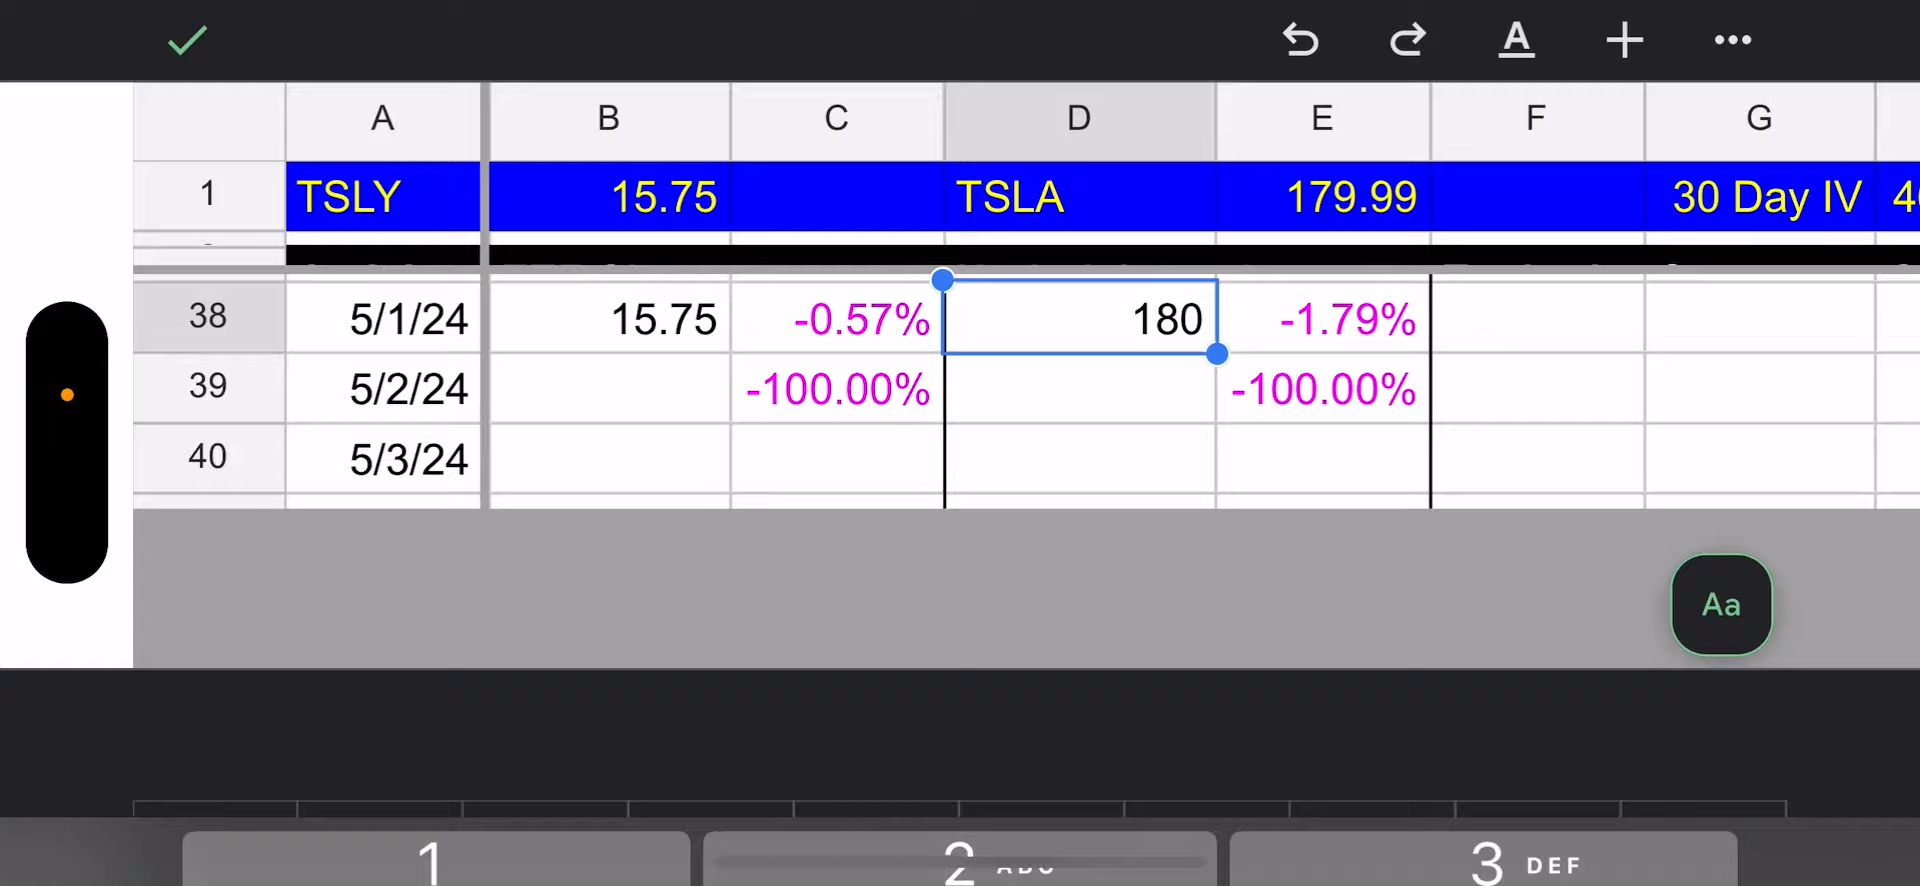 A
A B C D E F G
1 TSLY 15.75 TSLA 179.99 30 Day IV
38 5/1/24 15.75 -0.57% 180 -1.79%
39 5/2/24 -100.00% -100.00%
40 5/3/24
Aa
1 2 ABC 3 DEF